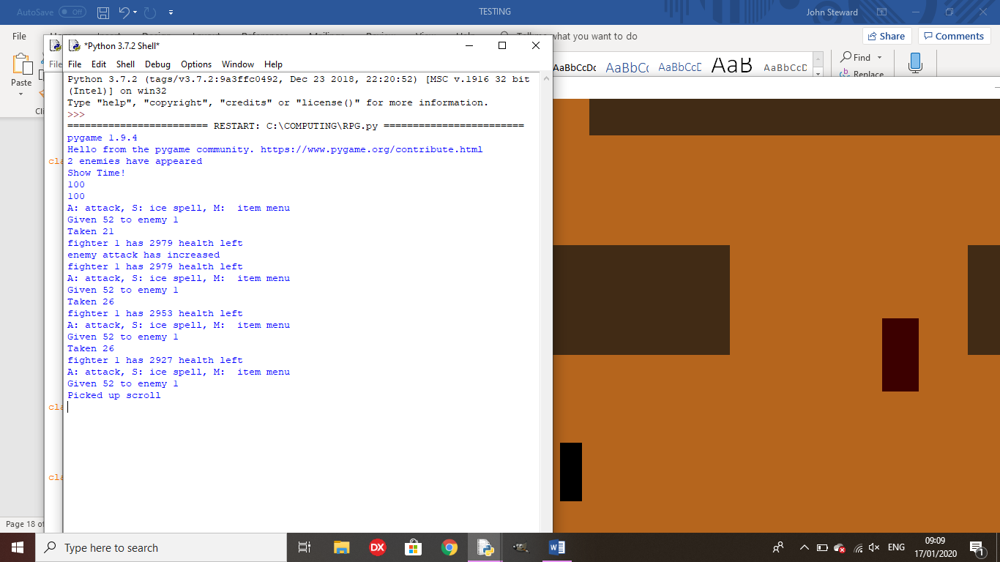 AutoSave Off
TESTING
John Steward
File
Tell me what you want to do
Share
Comments
Paste
AaBbCcDc AaBbCc AaBbCcD AaB AaBbCcD
Find
Replace
Page 18 of
File
cla
cla
cla
*Python 3.7.2 Shell*
File Edit Shell Debug Options Window Help
Python 3.7.2 (tags/v3.7.2:9a3ffc0492, Dec 23 2018, 22:20:52) [MSC v.1916 32 bit
(Intel)] on win32
Type "help", "copyright", "credits" or "license()" for more information.
>>>
======================== RESTART: C:\COMPUTING\RPG.py ========================
pygame 1.9.4
Hello from the pygame community. https://www.pygame.org/contribute.html
2 enemies have appeared
Show Time!
100
100
A: attack, S: ice spell, M:  item menu
Given 52 to enemy 1
Taken 21
fighter 1 has 2979 health left
enemy attack has increased
fighter 1 has 2979 health left
A: attack, S: ice spell, M:  item menu
Given 52 to enemy 1
Taken 26
fighter 1 has 2953 health left
A: attack, S: ice spell, M:  item menu
Given 52 to enemy 1
Taken 26
fighter 1 has 2927 health left
A: attack, S: ice spell, M:  item menu
Given 52 to enemy 1
Picked up scroll
Type here to search
DX
ENG
09:09
17/01/2020
1